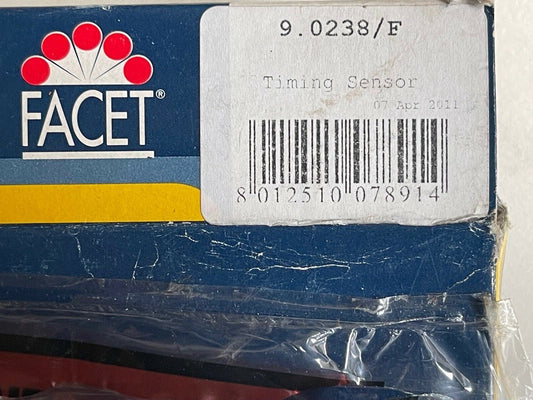 9.0238/F
FACET®
Timing Sensor
07 Apr 2011
8 012510 078914